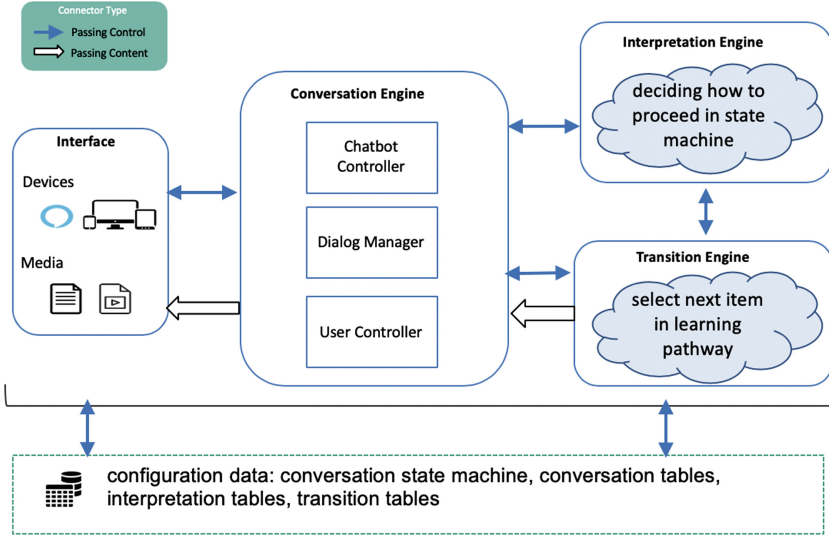 Connector Type
Passing Control
Passing Content
Interface
Devices
Media
Conversation Engine
Chatbot
Controller
Dialog Manager
User Controller
Interpretation Engine
deciding how to
proceed in state
machine
Transition Engine
select next item
in learning
pathway
configuration data: conversation state machine, conversation tables,
interpretation tables, transition tables